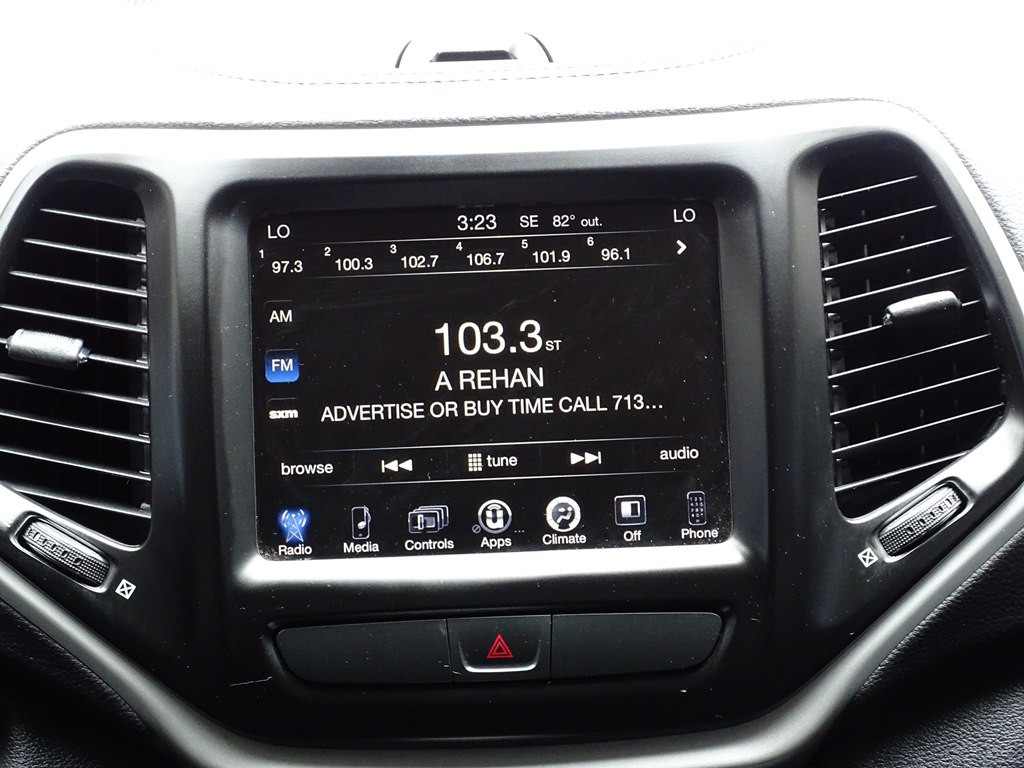 LO 3:23 SE 82° out. LO
1 97.3 2 100.3 3 102.7 4 106.7 5 101.9 6 96.1
AM
103.3 ST
FM
A REHAN
sxm
ADVERTISE OR BUY TIME CALL 713...
browse tune audio
Radio Media Controls Apps Climate Off Phone